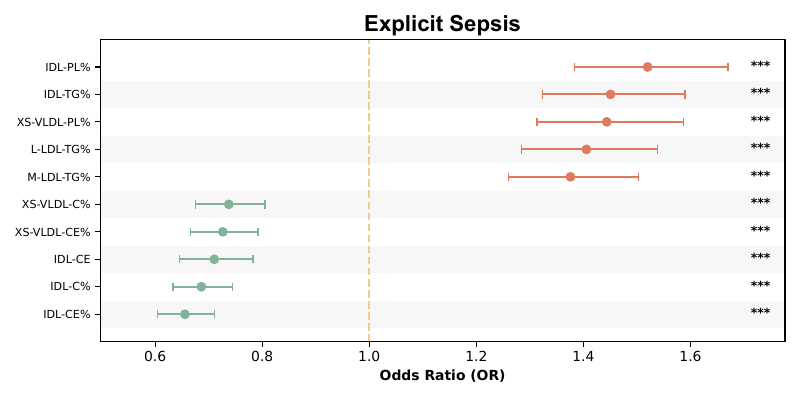 Explicit Sepsis
IDL-PL% ***
IDL-TG% ***
XS-VLDL-PL% ***
L-LDL-TG% ***
M-LDL-TG% ***
XS-VLDL-C% ***
XS-VLDL-CE% ***
IDL-CE ***
IDL-C% ***
IDL-CE% ***
0.6 0.8 1.0 1.2 1.4 1.6
Odds Ratio (OR)